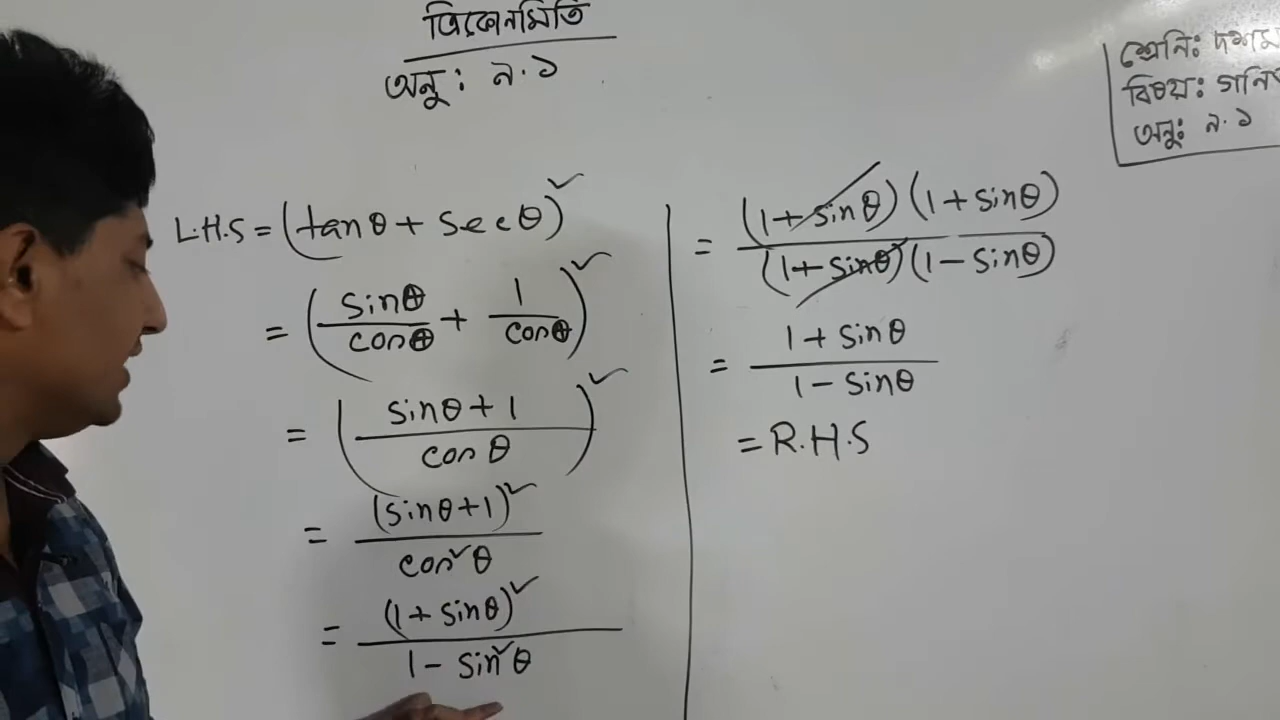 ত্রিকোনমিতি
অনু: ৯.১
শ্রেনি: দশম
বিষয়: গনিত
অনু: ৯.১
L.H.S = (tanθ + secθ)²
= (sinθ/cosθ + 1/cosθ)²
= ((sinθ+1)/cosθ)²
= (sinθ+1)²/cos²θ
= (1+sinθ)²/(1-sin²θ)
= (1+sinθ)(1+sinθ)/(1+sinθ)(1-sinθ)
= (1+sinθ)/(1-sinθ)
= R.H.S